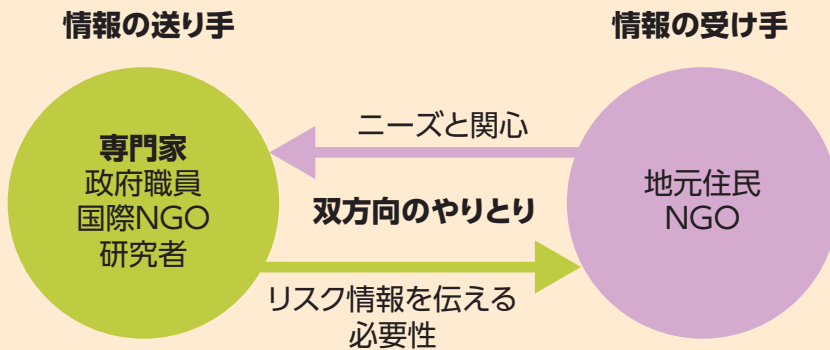 情報の送り手
情報の受け手
専門家
政府職員
国際NGO
研究者
ニーズと関心
双方向のやりとり
リスク情報を伝える
必要性
地元住民
NGO